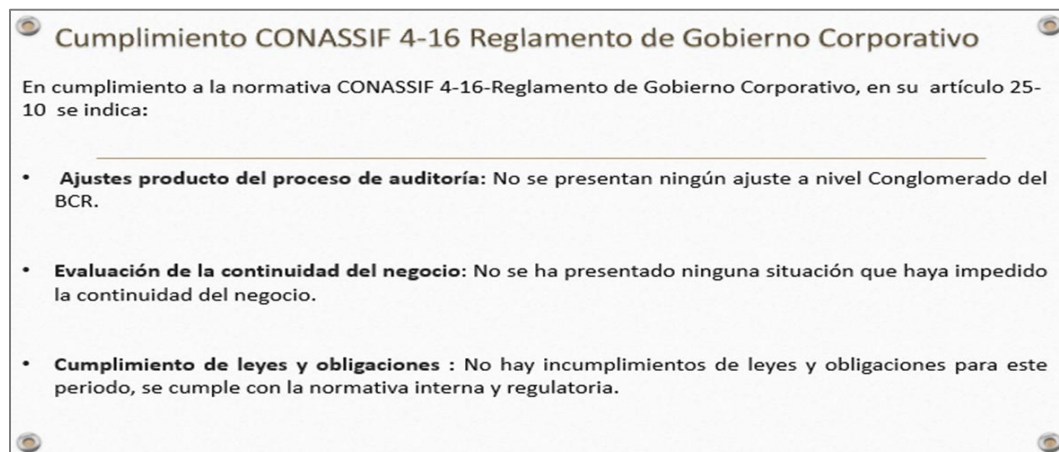 Cumplimiento CONASSIF 4-16 Reglamento de Gobierno Corporativo
En cumplimiento a la normativa CONASSIF 4-16-Reglamento de Gobierno Corporativo, en su artículo 25-
10 se indica:
• Ajustes producto del proceso de auditoría: No se presentan ningún ajuste a nivel Conglomerado del
BCR.
• Evaluación de la continuidad del negocio: No se ha presentado ninguna situación que haya impedido
la continuidad del negocio.
• Cumplimiento de leyes y obligaciones : No hay incumplimientos de leyes y obligaciones para este
periodo, se cumple con la normativa interna y regulatoria.